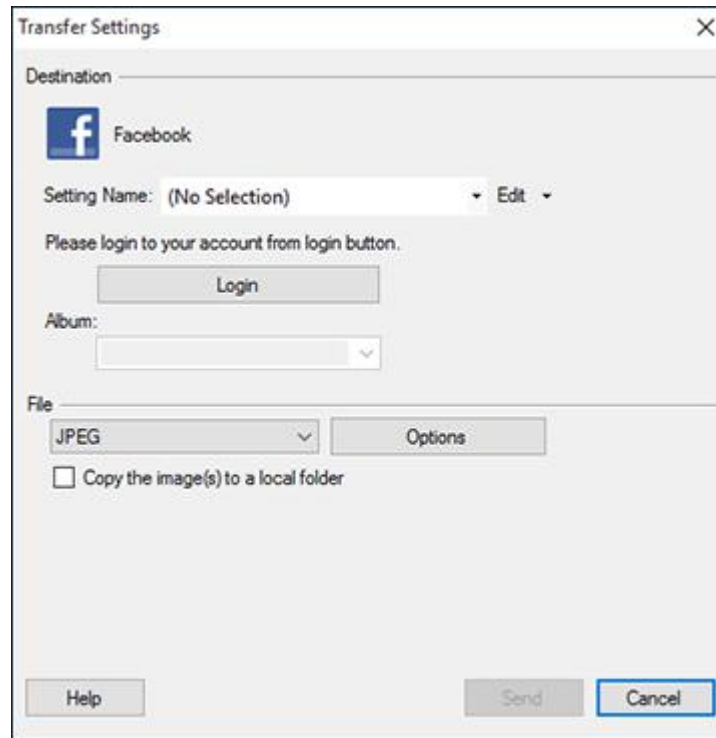 Transfer Settings
Destination
Facebook
Setting Name: (No Selection) Edit
Please login to your account from login button.
Login
Album:
File
JPEG Options
Copy the image(s) to a local folder
Help Send Cancel